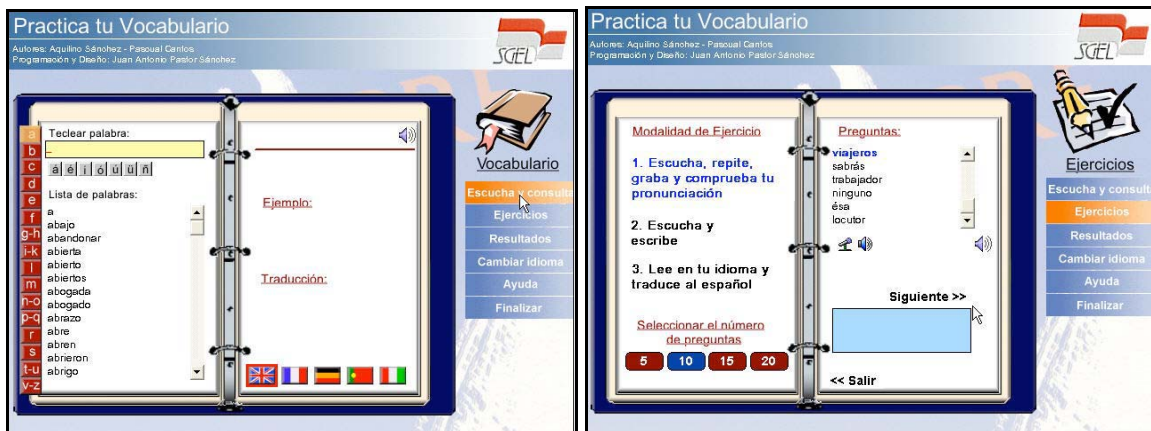 Practica tu Vocabulario
Autores: Aquilino Sánchez - Pascual Cantos
Programación y Diseño: Juan Antonio Pastor Sánchez
SGEL
a
b
c
d
e
f
g-h
i-k
l
m
n-o
p-q
r
s
t-u
v-z
Teclear palabra:
á é í ó ú ü ñ
Lista de palabras:
a
abajo
abandonar
abierta
abierto
abiertos
abogada
abogado
abrazo
abre
abren
abrieron
abrigo
Ejemplo:
Traducción:
Vocabulario
Escucha y consulta
Ejercicios
Resultados
Cambiar idioma
Ayuda
Finalizar
Practica tu Vocabulario
Autores: Aquilino Sánchez - Pascual Cantos
Programación y Diseño: Juan Antonio Pastor Sánchez
SGEL
Modalidad de Ejercicio
1. Escucha, repite,
graba y comprueba tu
pronunciación
2. Escucha y
escribe
3. Lee en tu idioma y
traduce al español
Seleccionar el número
de preguntas
5 10 15 20
Preguntas:
viajeros
sabrás
trabajador
ninguno
ésa
locutor
Siguiente >>
<< Salir
Ejercicios
Escucha y consult
Ejercicios
Resultados
Cambiar idioma
Ayuda
Finalizar